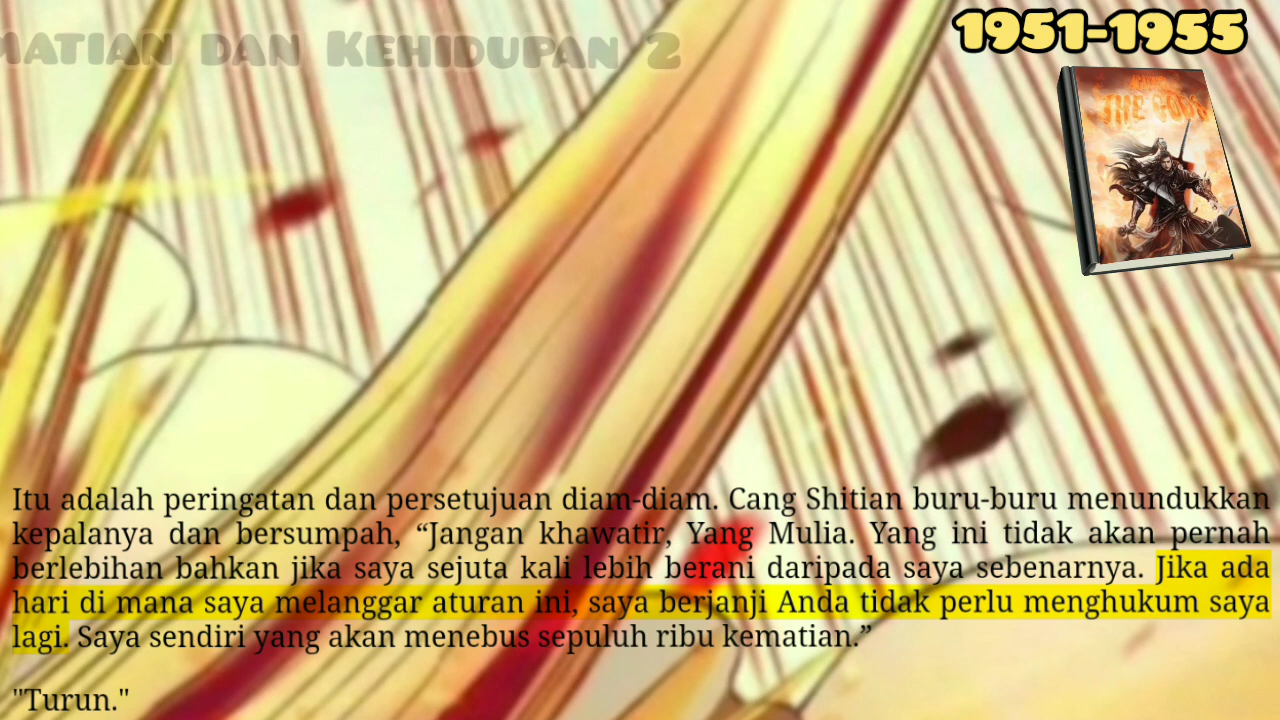 MATIAN DAN KEHIDUPAN 2
1951-1955
AGAINST
THE GODS
Itu adalah peringatan dan persetujuan diam-diam. Cang Shitian buru-buru menundukkan
kepalanya dan bersumpah, “Jangan khawatir, Yang Mulia. Yang ini tidak akan pernah
berlebihan bahkan jika saya sejuta kali lebih berani daripada saya sebenarnya. Jika ada
hari di mana saya melanggar aturan ini, saya berjanji Anda tidak perlu menghukum saya
lagi. Saya sendiri yang akan menebus sepuluh ribu kematian.”
"Turun."